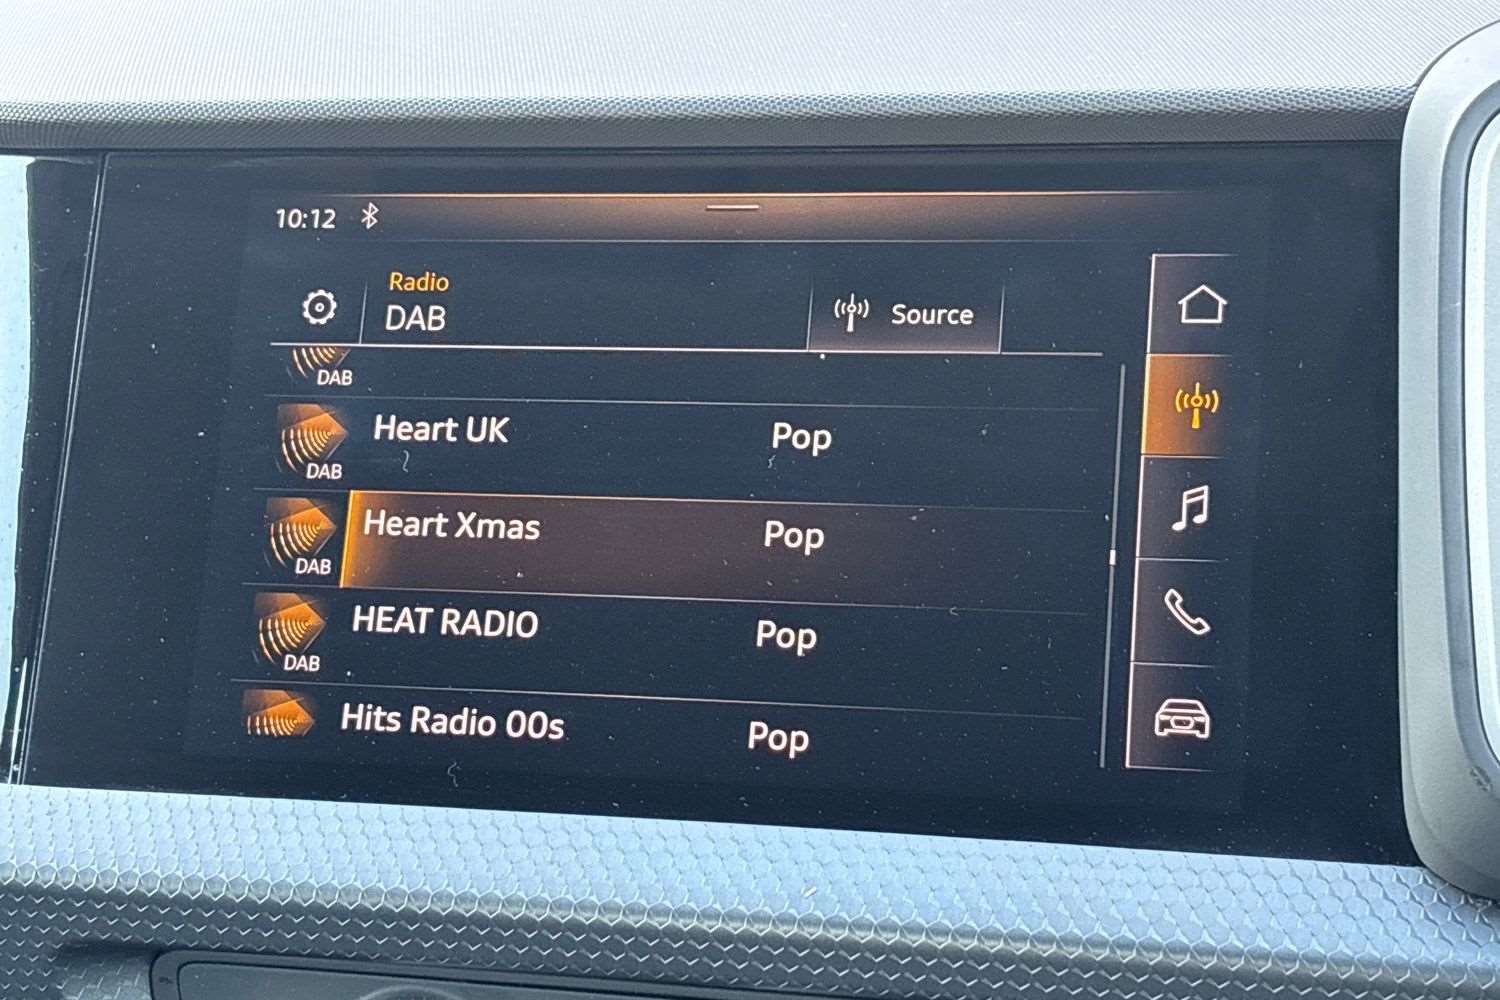 10:12
Radio
DAB
Source
DAB
Heart UK Pop
DAB
Heart Xmas Pop
DAB
HEAT RADIO Pop
DAB
Hits Radio 00s Pop